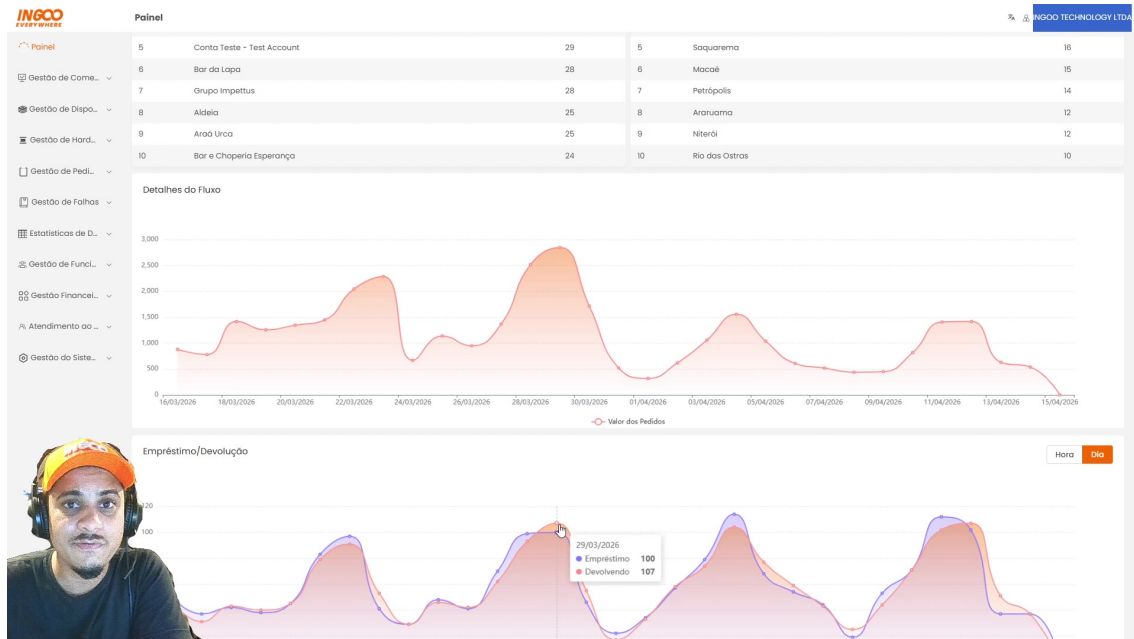 INGOO
EVERYWHERE
Painel
INGOO TECHNOLOGY LTDA
Painel
Gestão de Come...
Gestão de Dispo...
Gestão de Hard...
Gestão de Pedi...
Gestão de Falhas
Estatísticas de D...
Gestão de Funci...
Gestão Financei...
Atendimento ao ...
Gestão do Siste...
5 Conta Teste - Test Account 29
6 Bar da Lapa 28
7 Grupo Impettus 28
8 Aldeia 25
9 Araá Urca 25
10 Bar e Choperia Esperança 24
5 Saquarema 16
6 Macaé 15
7 Petrópolis 14
8 Araruama 12
9 Niterói 12
10 Rio das Ostras 10
Detalhes do Fluxo
3,000
2,500
2,000
1,500
1,000
500
0
16/03/2026 18/03/2026 20/03/2026 22/03/2026 24/03/2026 26/03/2026 28/03/2026 30/03/2026 01/04/2026 03/04/2026 05/04/2026 07/04/2026 09/04/2026 11/04/2026 13/04/2026 15/04/2026
Valor dos Pedidos
Empréstimo/Devolução
Hora Dia
120
100
29/03/2026
Empréstimo 100
Devolvendo 107
INGOO